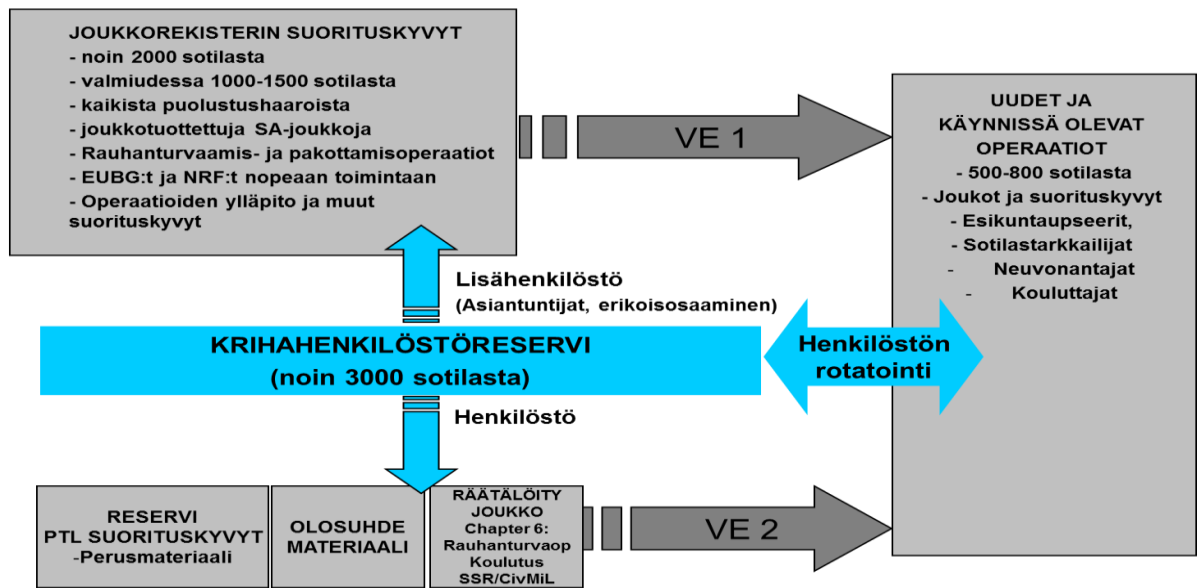 JOUKKOREKISTERIN SUORITUSKYVYT
- noin 2000 sotilasta
- valmiudessa 1000-1500 sotilasta
- kaikista puolustushaaroista
- joukkotuottettuja SA-joukkoja
- Rauhanturvaamis- ja pakottamisoperaatiot
- EUBG:t ja NRF:t nopeaan toimintaan
- Operaatioiden ylläpito ja muut
suorituskyvyt
VE 1
UUDET JA
KÄYNNISSÄ OLEVAT
OPERAATIOT
- 500-800 sotilasta
- Joukot ja suorituskyvyt
- Esikuntaupseerit,
- Sotilastarkkailijat
- Neuvonantajat
- Kouluttajat
Lisähenkilöstö
(Asiantuntijat, erikoisosaaminen)
KRIHAHENKILÖSTÖRESERVI
(noin 3000 sotilasta)
Henkilöstön
rotatointi
Henkilöstö
RESERVI
PTL SUORITUSKYVYT
-Perusmateriaali
OLOSUHDE
MATERIAALI
RÄÄTÄLÖITY
JOUKKO
Chapter 6:
Rauhanturvaop
Koulutus
SSR/CivMiL
VE 2